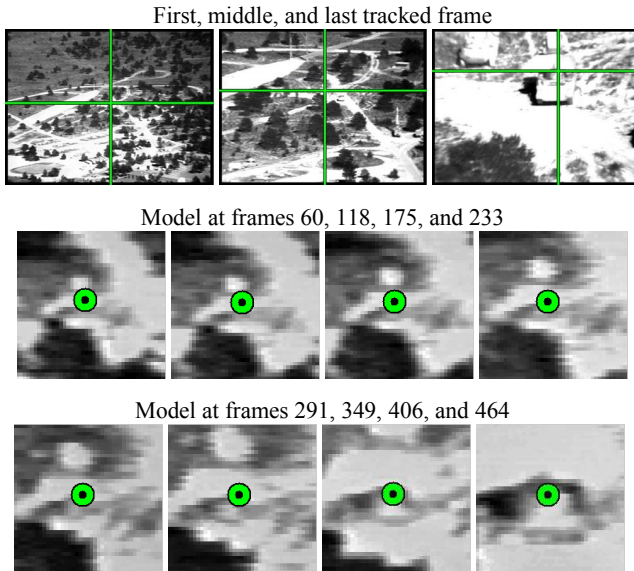 First, middle, and last tracked frame
Model at frames 60, 118, 175, and 233
Model at frames 291, 349, 406, and 464